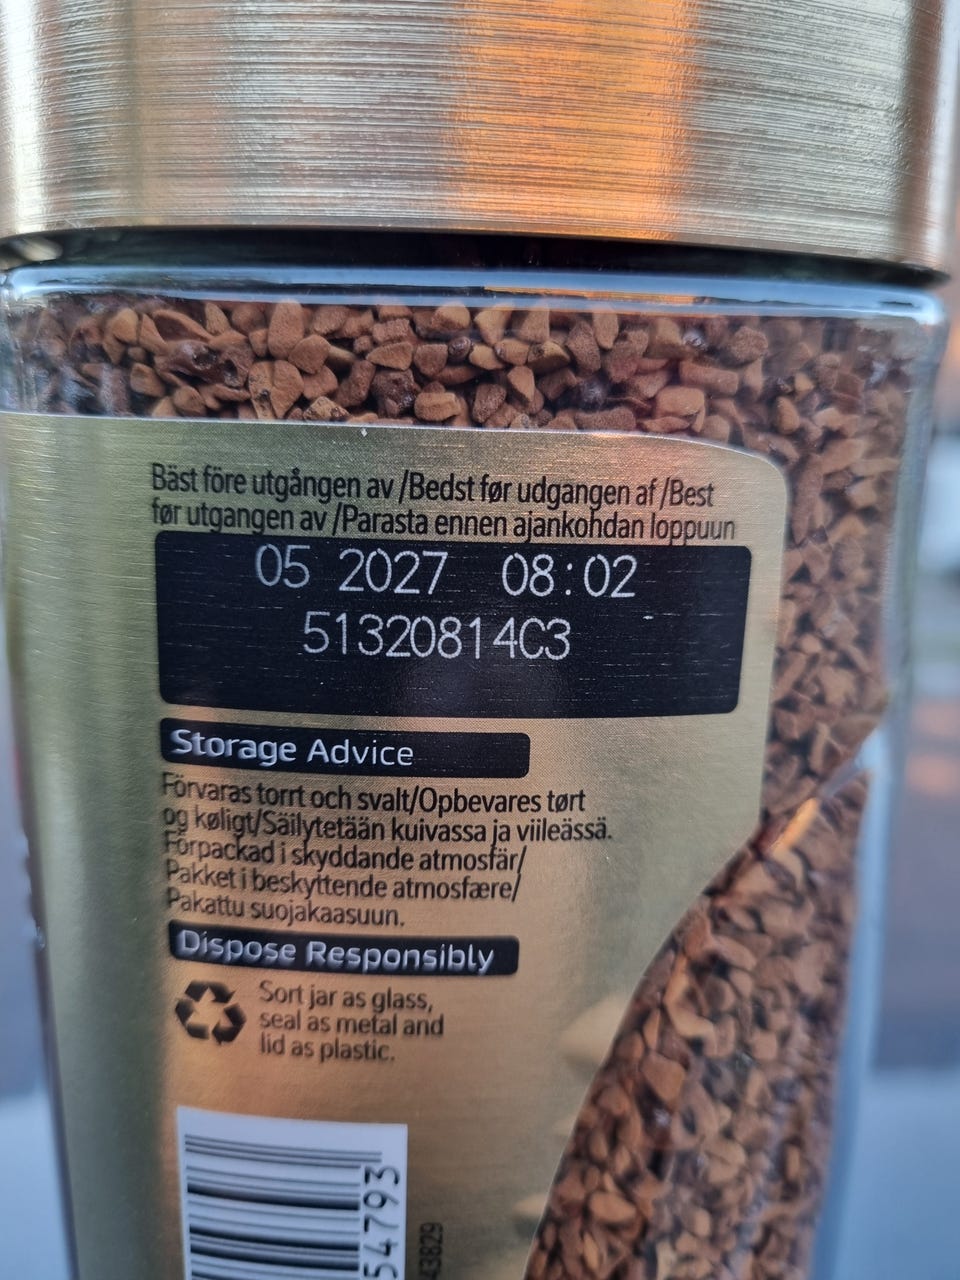 Bäst före utgången av /Bedst før udgangen af /Best
før utgangen av /Parasta ennen ajankohdan loppuun
05 2027 08:02
51320814C3
Storage Advice
Förvaras torrt och svalt/Opbevares tørt
og køligt/Säilytetään kuivassa ja viileässä.
Förpackad i skyddande atmosfär/
Pakket i beskyttende atmosfære/
Pakattu suojakaasuun.
Dispose Responsibly
Sort jar as glass,
seal as metal and
lid as plastic.
54793
43829